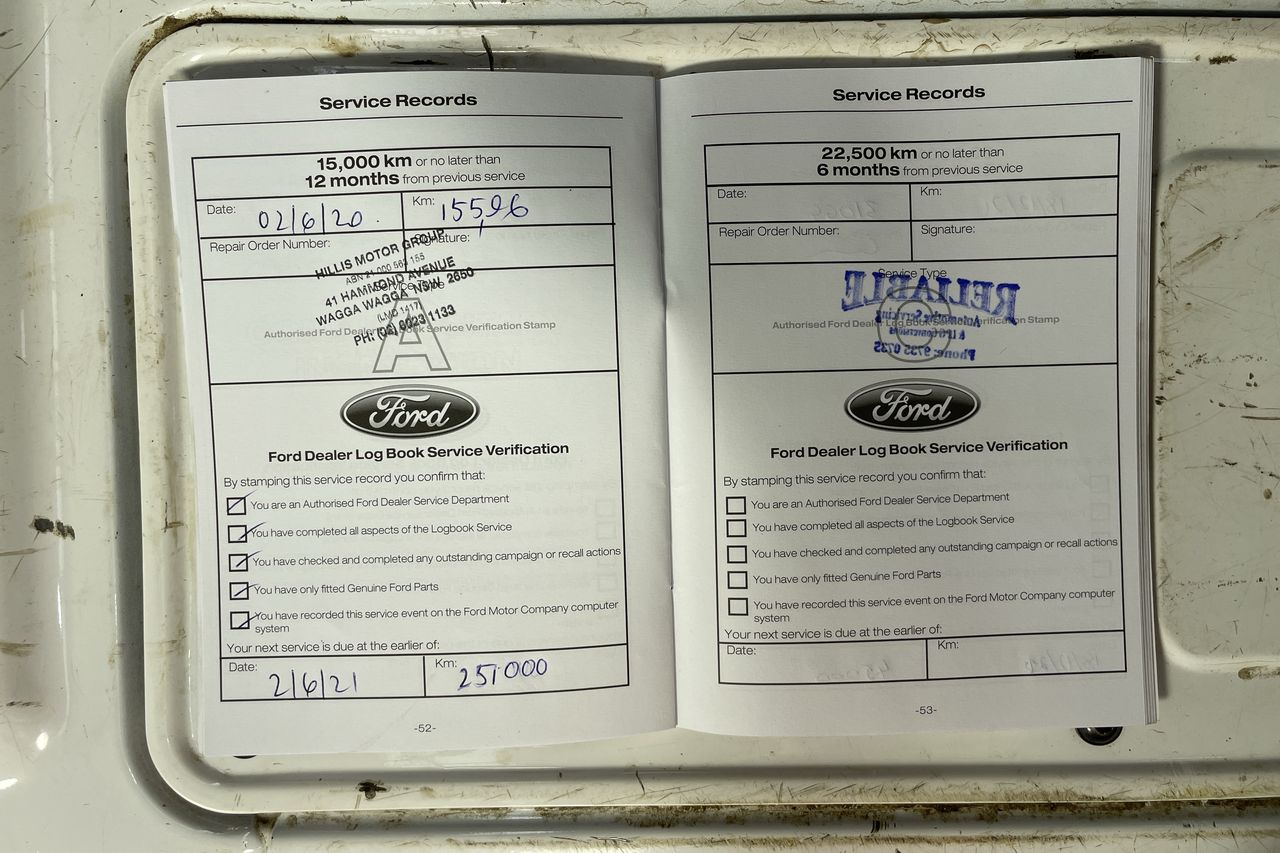 Service Records
15,000 km or no later than
12 months from previous service
Date: 02/6/20.
Km: 15596
Repair Order Number:
Signature:
HILLIS MOTOR GROUP
41 HAMMOND AVENUE
WAGGA WAGGA NSW 2650
(LMD 1417)
PH: (02) 6923 1133
Service Type
A
Authorised Ford Dealer Log Book Service Verification Stamp
Ford
Ford Dealer Log Book Service Verification
By stamping this service record you confirm that:
You are an Authorised Ford Dealer Service Department
You have completed all aspects of the Logbook Service
You have checked and completed any outstanding campaign or recall actions
You have only fitted Genuine Ford Parts
You have recorded this service event on the Ford Motor Company computer
system
Your next service is due at the earlier of:
Date: 2/6/21
Km:
-52-
Service Records
22,500 km or no later than
6 months from previous service
Date:
Km:
Repair Order Number:
Signature:
Service Type
RELIABLE
Automotive Servicing
& LPG Conversions
Phone: 9735 0735
Authorised Ford Dealer Log Book Service Verification Stamp
Ford
Ford Dealer Log Book Service Verification
By stamping this service record you confirm that:
You are an Authorised Ford Dealer Service Department
You have completed all aspects of the Logbook Service
You have checked and completed any outstanding campaign or recall actions
You have only fitted Genuine Ford Parts
You have recorded this service event on the Ford Motor Company computer
system
Your next service is due at the earlier of:
Date:
Km:
-53-